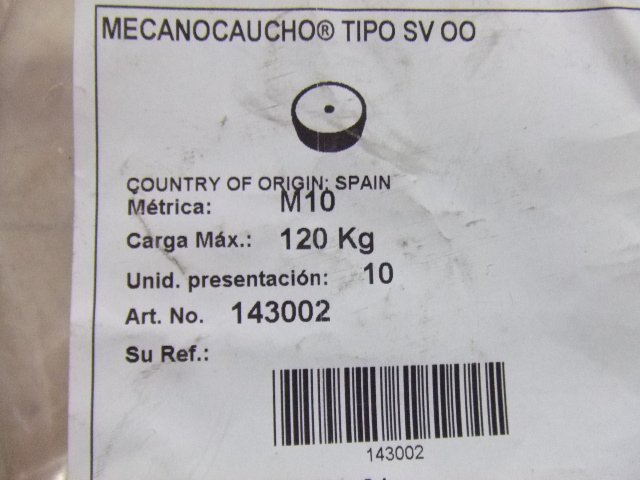 MECANOCAUCHO® TIPO SV OO
COUNTRY OF ORIGIN: SPAIN
Métrica: M10
Carga Máx.: 120 Kg
Unid. presentación: 10
Art. No. 143002
Su Ref.:
143002